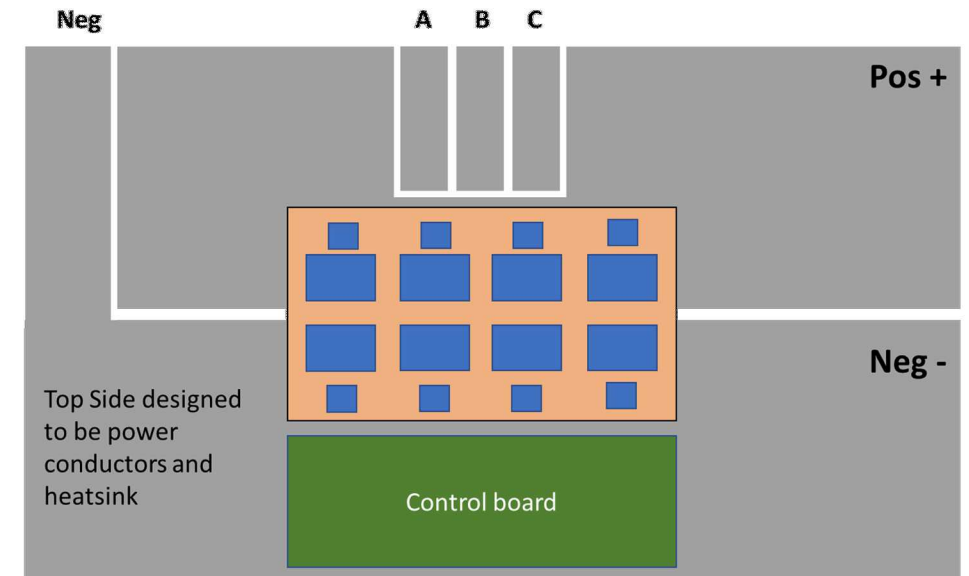 Neg
A
B
C
Pos +
Neg -
Top Side designed
to be power
conductors and
heatsink
Control board